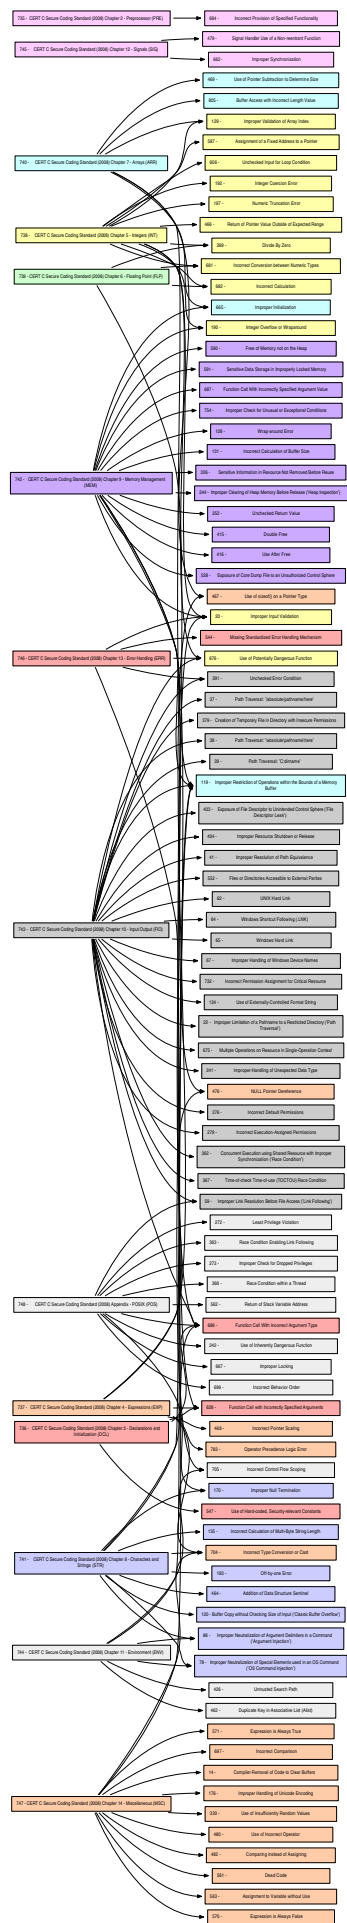 735 - CERT C Secure Coding Standard (2008) Chapter 2 - Preprocessor (PRE)
684 - Incorrect Provision of Specified Functionality
479 - Signal Handler Use of a Non-reentrant Function
745 - CERT C Secure Coding Standard (2008) Chapter 12 - Signals (SIG)
662 - Improper Synchronization
469 - Use of Pointer Subtraction to Determine Size
805 - Buffer Access with Incorrect Length Value
129 - Improper Validation of Array Index
587 - Assignment of a Fixed Address to a Pointer
740 - CERT C Secure Coding Standard (2008) Chapter 7 - Arrays (ARR)
606 - Unchecked Input for Loop Condition
192 - Integer Coercion Error
197 - Numeric Truncation Error
466 - Return of Pointer Value Outside of Expected Range
738 - CERT C Secure Coding Standard (2008) Chapter 5 - Integers (INT)
369 - Divide By Zero
681 - Incorrect Conversion between Numeric Types
739 - CERT C Secure Coding Standard (2008) Chapter 6 - Floating Point (FLP)
682 - Incorrect Calculation
665 - Improper Initialization
190 - Integer Overflow or Wraparound
590 - Free of Memory not on the Heap
591 - Sensitive Data Storage in Improperly Locked Memory
687 - Function Call With Incorrectly Specified Argument Value
754 - Improper Check for Unusual or Exceptional Conditions
128 - Wrap-around Error
131 - Incorrect Calculation of Buffer Size
226 - Sensitive Information in Resource Not Removed Before Reuse
742 - CERT C Secure Coding Standard (2008) Chapter 9 - Memory Management
(MEM)
244 - Improper Clearing of Heap Memory Before Release ('Heap Inspection')
252 - Unchecked Return Value
415 - Double Free
416 - Use After Free
528 - Exposure of Core Dump File to an Unauthorized Control Sphere
467 - Use of sizeof() on a Pointer Type
20 - Improper Input Validation
544 - Missing Standardized Error Handling Mechanism
746 - CERT C Secure Coding Standard (2008) Chapter 13 - Error Handling (ERR)
676 - Use of Potentially Dangerous Function
391 - Unchecked Error Condition
37 - Path Traversal: '/absolute/pathname/here'
379 - Creation of Temporary File in Directory with Insecure Permissions
38 - Path Traversal: '\absolute\pathname\here'
39 - Path Traversal: 'C:dirname'
119 - Improper Restriction of Operations within the Bounds of a Memory
Buffer
403 - Exposure of File Descriptor to Unintended Control Sphere ('File
Descriptor Leak')
404 - Improper Resource Shutdown or Release
41 - Improper Resolution of Path Equivalence
552 - Files or Directories Accessible to External Parties
62 - UNIX Hard Link
64 - Windows Shortcut Following (.LNK)
743 - CERT C Secure Coding Standard (2008) Chapter 10 - Input Output (FIO)
65 - Windows Hard Link
67 - Improper Handling of Windows Device Names
732 - Incorrect Permission Assignment for Critical Resource
134 - Use of Externally-Controlled Format String
22 - Improper Limitation of a Pathname to a Restricted Directory ('Path
Traversal')
675 - Multiple Operations on Resource in Single-Operation Context
241 - Improper Handling of Unexpected Data Type
476 - NULL Pointer Dereference
276 - Incorrect Default Permissions
279 - Incorrect Execution-Assigned Permissions
362 - Concurrent Execution using Shared Resource with Improper
Synchronization ('Race Condition')
367 - Time-of-check Time-of-use (TOCTOU) Race Condition
59 - Improper Link Resolution Before File Access ('Link Following')
272 - Least Privilege Violation
363 - Race Condition Enabling Link Following
273 - Improper Check for Dropped Privileges
366 - Race Condition within a Thread
748 - CERT C Secure Coding Standard (2008) Appendix - POSIX (POS)
562 - Return of Stack Variable Address
686 - Function Call With Incorrect Argument Type
242 - Use of Inherently Dangerous Function
667 - Improper Locking
696 - Incorrect Behavior Order
737 - CERT C Secure Coding Standard (2008) Chapter 4 - Expressions (EXP)
628 - Function Call with Incorrectly Specified Arguments
736 - CERT C Secure Coding Standard (2008) Chapter 3 - Declarations and
Initialization (DCL)
468 - Incorrect Pointer Scaling
783 - Operator Precedence Logic Error
705 - Incorrect Control Flow Scoping
170 - Improper Null Termination
547 - Use of Hard-coded, Security-relevant Constants
135 - Incorrect Calculation of Multi-Byte String Length
704 - Incorrect Type Conversion or Cast
741 - CERT C Secure Coding Standard (2008) Chapter 8 - Characters and
Strings (STR)
193 - Off-by-one Error
464 - Addition of Data Structure Sentinel
120 - Buffer Copy without Checking Size of Input ('Classic Buffer Overflow')
88 - Improper Neutralization of Argument Delimiters in a Command
('Argument Injection')
744 - CERT C Secure Coding Standard (2008) Chapter 11 - Environment (ENV)
78 - Improper Neutralization of Special Elements used in an OS Command
('OS Command Injection')
426 - Untrusted Search Path
462 - Duplicate Key in Associative List (Alist)
571 - Expression is Always True
697 - Incorrect Comparison
14 - Compiler Removal of Code to Clear Buffers
176 - Improper Handling of Unicode Encoding
747 - CERT C Secure Coding Standard (2008) Chapter 14 - Miscellaneous (MSC)
330 - Use of Insufficiently Random Values
480 - Use of Incorrect Operator
482 - Comparing instead of Assigning
561 - Dead Code
563 - Assignment to Variable without Use
570 - Expression is Always False